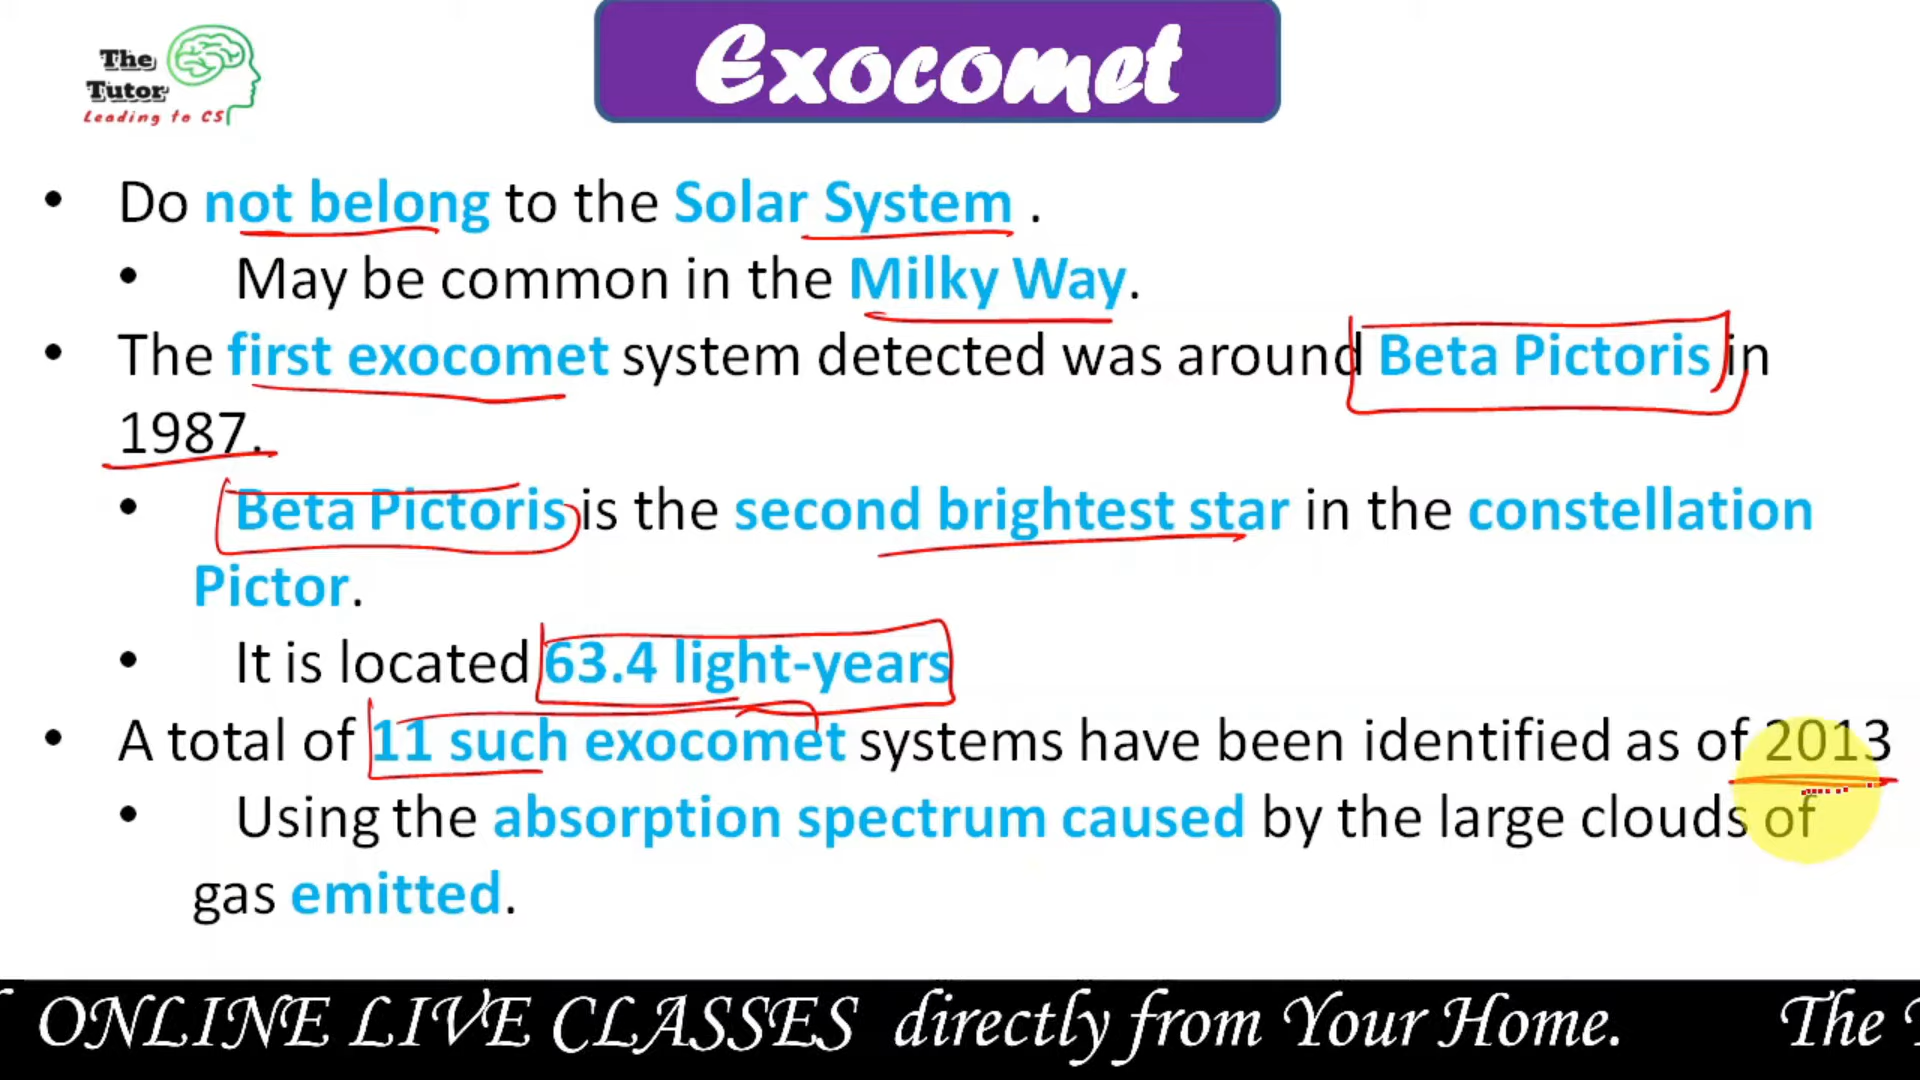 The
Tutor
Leading to CS
Exocomet
• Do not belong to the Solar System .
• May be common in the Milky Way.
• The first exocomet system detected was around Beta Pictoris in
1987.
• Beta Pictoris is the second brightest star in the constellation
Pictor.
• It is located 63.4 light-years
• A total of 11 such exocomet systems have been identified as of 2013
• Using the absorption spectrum caused by the large clouds of
gas emitted.
ONLINE LIVE CLASSES directly from Your Home. The